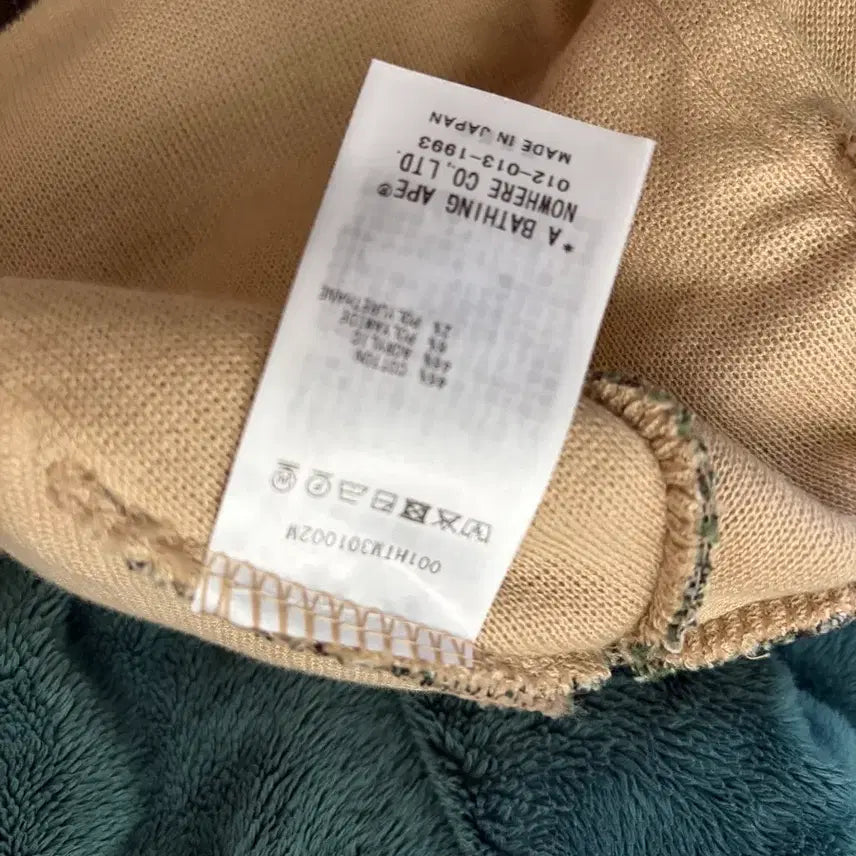 001HTM301002M
46% COTTON
46% ACRYLIC
6% POLYAMIDE
2% POLYURETHANE
* A BATHING APE®
NOWHERE CO., LTD.
012-013-1993
MADE IN JAPAN